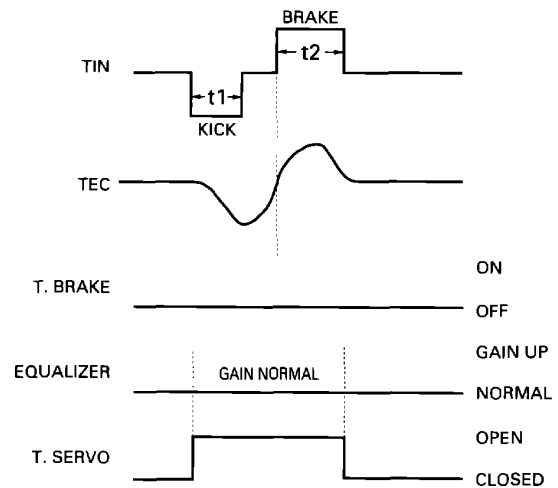 BRAKE
TIN
t2
t1
KICK
TEC
ON
T. BRAKE
OFF
GAIN UP
EQUALIZER
GAIN NORMAL
NORMAL
OPEN
T. SERVO
CLOSED